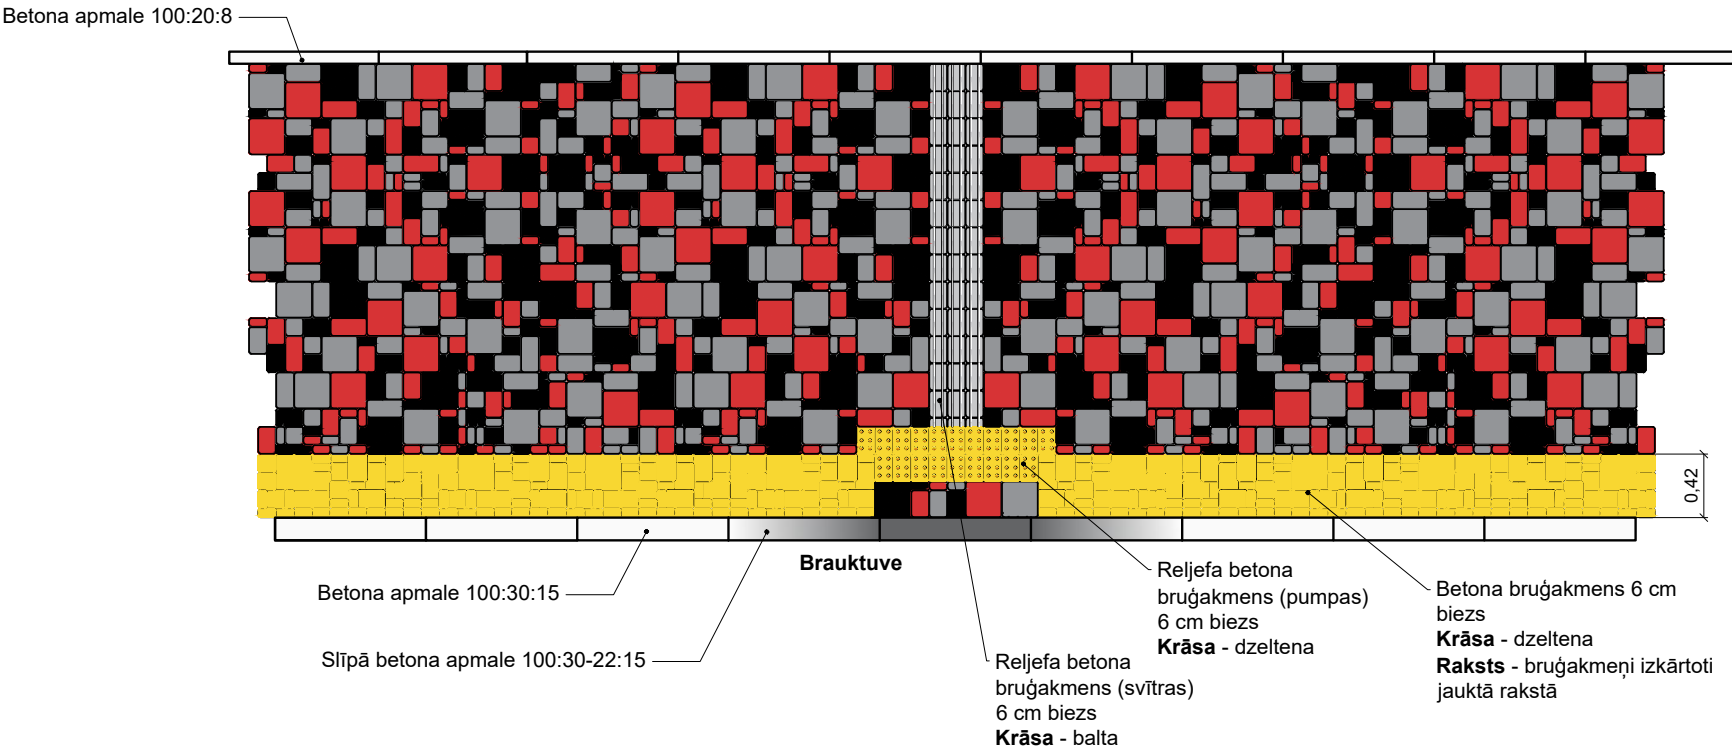 Betona apmale 100:20:8
0,42
Brauktuve
Betona apmale 100:30:15
Slīpā betona apmale 100:30-22:15
Reljefa betona
bruģakmens (svītras)
6 cm biezs
Krāsa - balta
Reljefa betona
bruģakmens (pumpas)
6 cm biezs
Krāsa - dzeltena
Betona bruģakmens 6 cm
biezs
Krāsa - dzeltena
Raksts - bruģakmeņi izkārtoti
jauktā rakstā